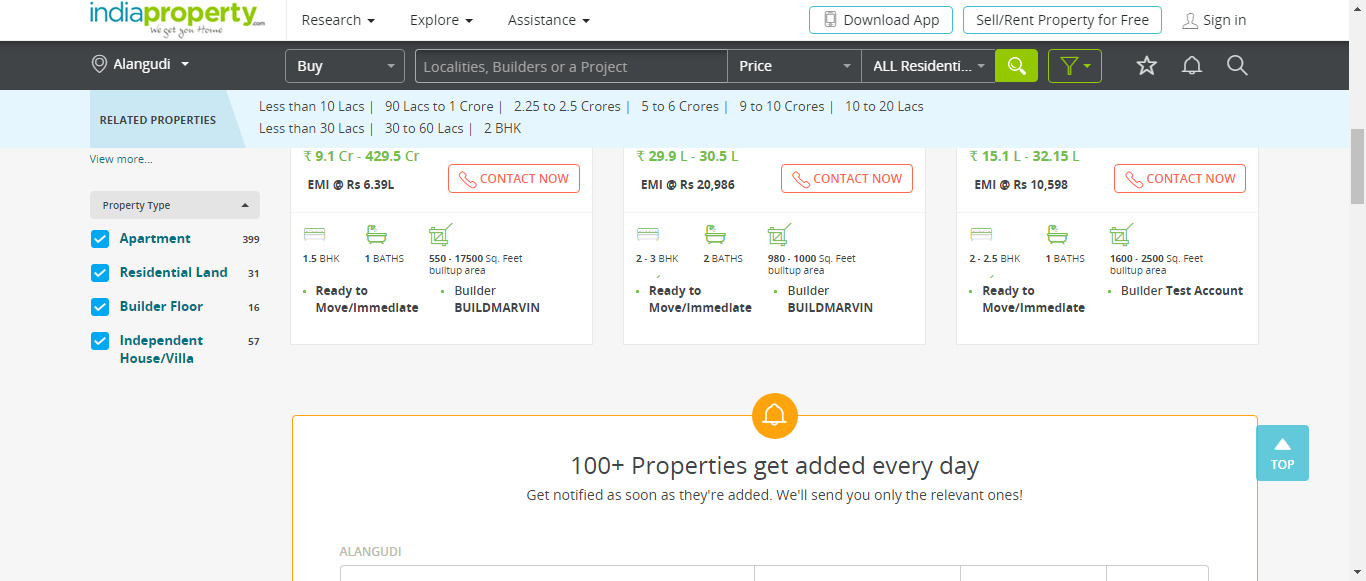 indiaproperty.com
We get you Home
Research
Explore
Assistance
Download App
Sell/Rent Property for Free
Sign in
Alangudi
Buy
Localities, Builders or a Project
Price
ALL Residenti...
RELATED PROPERTIES
Less than 10 Lacs | 90 Lacs to 1 Crore | 2.25 to 2.5 Crores | 5 to 6 Crores | 9 to 10 Crores | 10 to 20 Lacs
Less than 30 Lacs | 30 to 60 Lacs | 2 BHK
View more...
Property Type
Apartment 399
Residential Land 31
Builder Floor 16
Independent 57
House/Villa
₹ 9.1 Cr - 429.5 Cr
EMI @ Rs 6.39L
CONTACT NOW
1.5 BHK
1 BATHS
550 - 17500 Sq. Feet
builtup area
Ready to
Move/Immediate
Builder
BUILDMARVIN
₹ 29.9 L - 30.5 L
EMI @ Rs 20,986
CONTACT NOW
2 - 3 BHK
2 BATHS
980 - 1000 Sq. Feet
builtup area
Ready to
Move/Immediate
Builder
BUILDMARVIN
₹ 15.1 L - 32.15 L
EMI @ Rs 10,598
CONTACT NOW
2 - 2.5 BHK
1 BATHS
1600 - 2500 Sq. Feet
builtup area
Ready to
Move/Immediate
Builder Test Account
100+ Properties get added every day
Get notified as soon as they're added. We'll send you only the relevant ones!
TOP
ALANGUDI